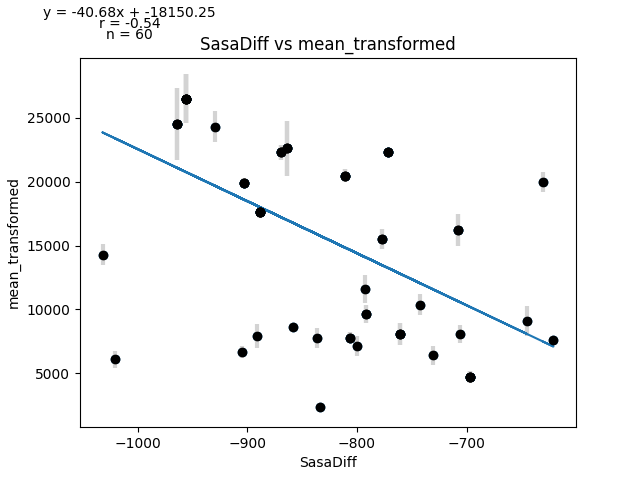 y = -40.68x + -18150.25
r = -0.54
n = 60
SasaDiff vs mean_transformed
mean_transformed
25000
20000
15000
10000
5000
−1000
−900
−800
−700
SasaDiff